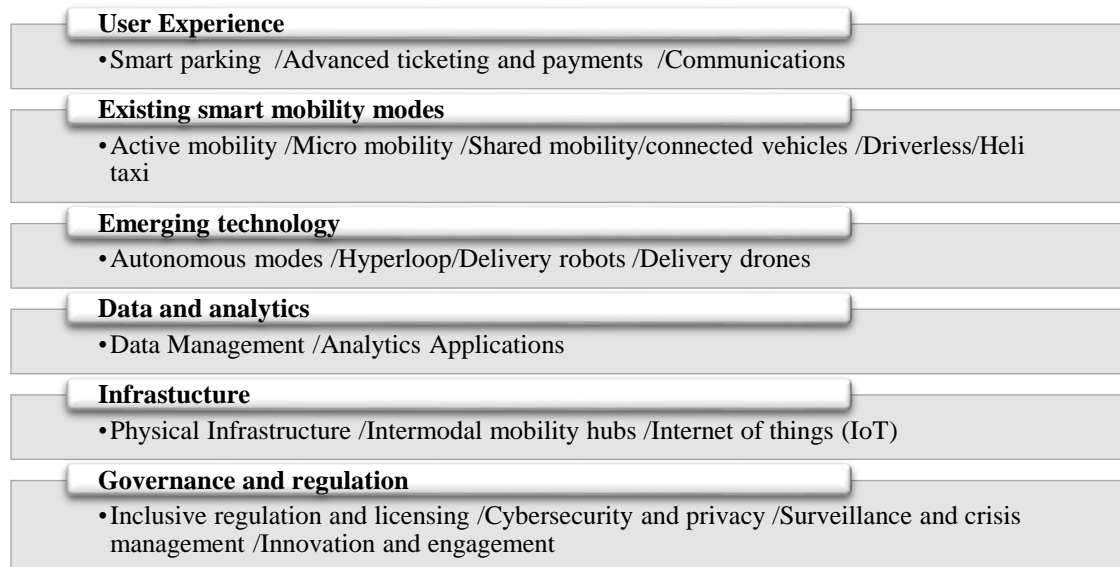 User Experience
•Smart parking /Advanced ticketing and payments /Communications
Existing smart mobility modes
•Active mobility /Micro mobility /Shared mobility/connected vehicles /Driverless/Heli
taxi
Emerging technology
•Autonomous modes /Hyperloop/Delivery robots /Delivery drones
Data and analytics
•Data Management /Analytics Applications
Infrastucture
•Physical Infrastructure /Intermodal mobility hubs /Internet of things (IoT)
Governance and regulation
•Inclusive regulation and licensing /Cybersecurity and privacy /Surveillance and crisis
management /Innovation and engagement